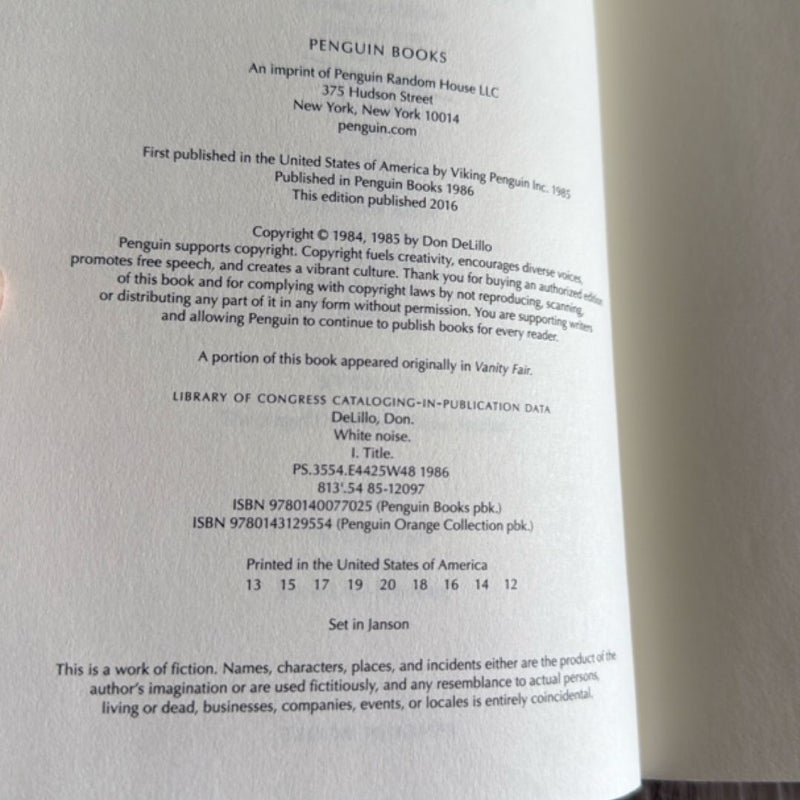 PENGUIN BOOKS
An imprint of Penguin Random House LLC
375 Hudson Street
New York, New York 10014
penguin.com
First published in the United States of America by Viking Penguin Inc. 1985
Published in Penguin Books 1986
This edition published 2016
Copyright © 1984, 1985 by Don DeLillo
Penguin supports copyright. Copyright fuels creativity, encourages diverse voices,
promotes free speech, and creates a vibrant culture. Thank you for buying an authorized edition
of this book and for complying with copyright laws by not reproducing, scanning,
or distributing any part of it in any form without permission. You are supporting writers
and allowing Penguin to continue to publish books for every reader.
A portion of this book appeared originally in Vanity Fair.
LIBRARY OF CONGRESS CATALOGING-IN-PUBLICATION DATA
DeLillo, Don.
White noise.
I. Title.
PS.3554.E4425W48 1986
813'.54 85-12097
ISBN 9780140077025 (Penguin Books pbk.)
ISBN 9780143129554 (Penguin Orange Collection pbk.)
Printed in the United States of America
13 15 17 19 20 18 16 14 12
Set in Janson
This is a work of fiction. Names, characters, places, and incidents either are the product of the
author's imagination or are used fictitiously, and any resemblance to actual persons,
living or dead, businesses, companies, events, or locales is entirely coincidental.